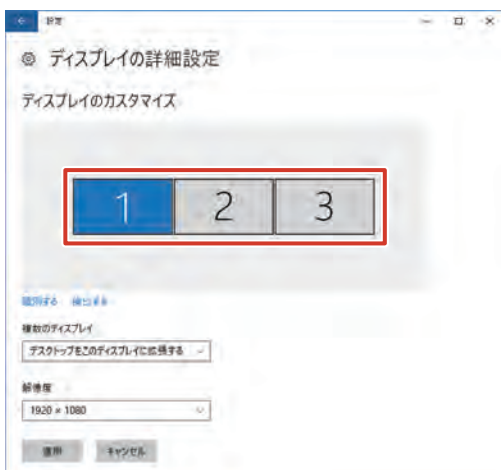 設定
ディスプレイの詳細設定
ディスプレイのカスタマイズ
1 2 3
識別する 検出する
複数のディスプレイ
デスクトップをこのディスプレイに拡張する
解像度
1920 × 1080
適用 キャンセル